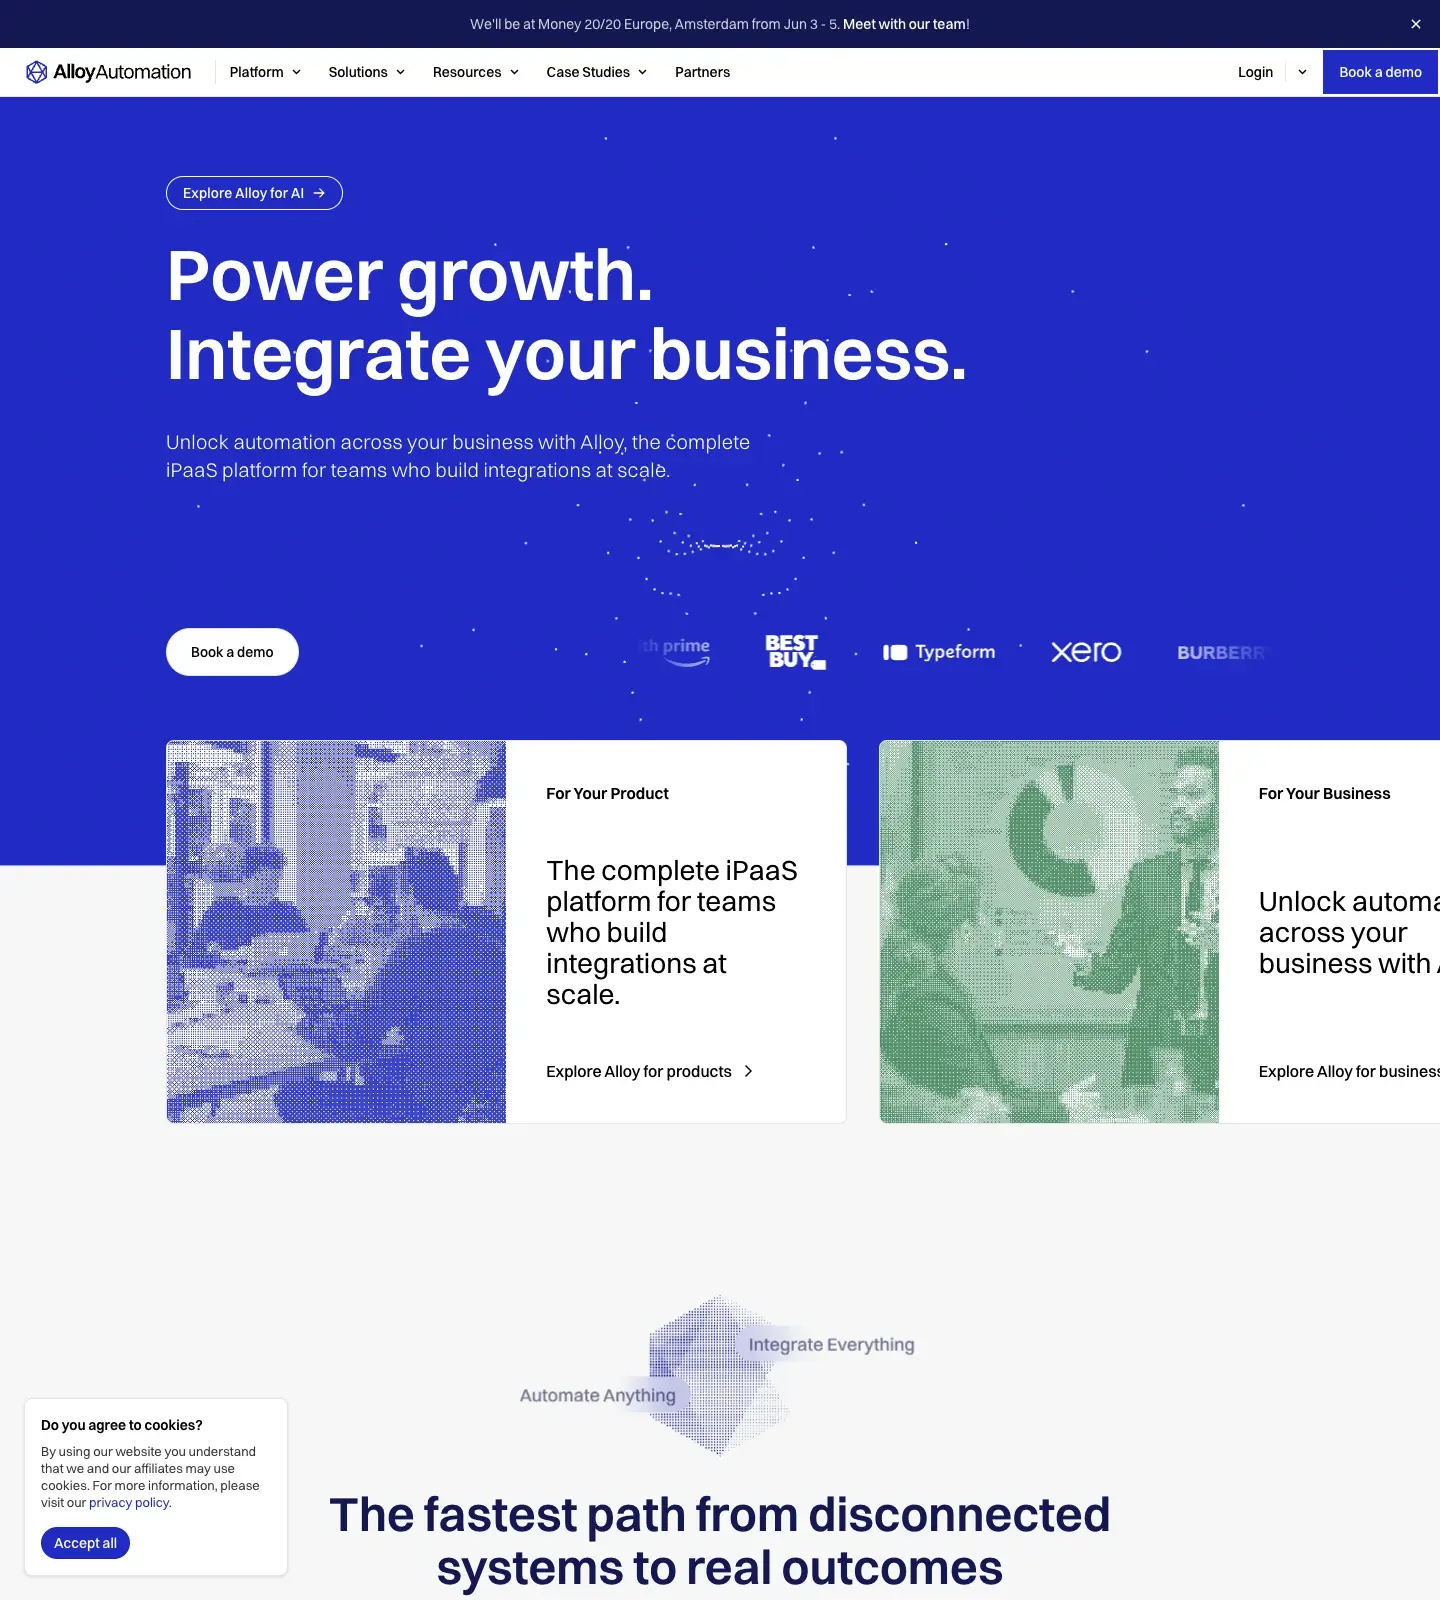 We'll be at Money 20/20 Europe, Amsterdam from Jun 3 - 5. Meet with our team!
AlloyAutomation
Platform
Solutions
Resources
Case Studies
Partners
Login
Book a demo
Explore Alloy for AI
Power growth.
Integrate your business.
Unlock automation across your business with Alloy, the complete
iPaaS platform for teams who build integrations at scale.
Book a demo
ith prime
BEST
BUY
Typeform
xero
BURBERRY
For Your Product
The complete iPaaS
platform for teams
who build
integrations at
scale.
Explore Alloy for products
For Your Business
Unlock automa
across your
business with
Explore Alloy for business
Integrate Everything
Automate Anything
Do you agree to cookies?
By using our website you understand
that we and our affiliates may use
cookies. For more information, please
visit our privacy policy.
Accept all
The fastest path from disconnected
systems to real outcomes